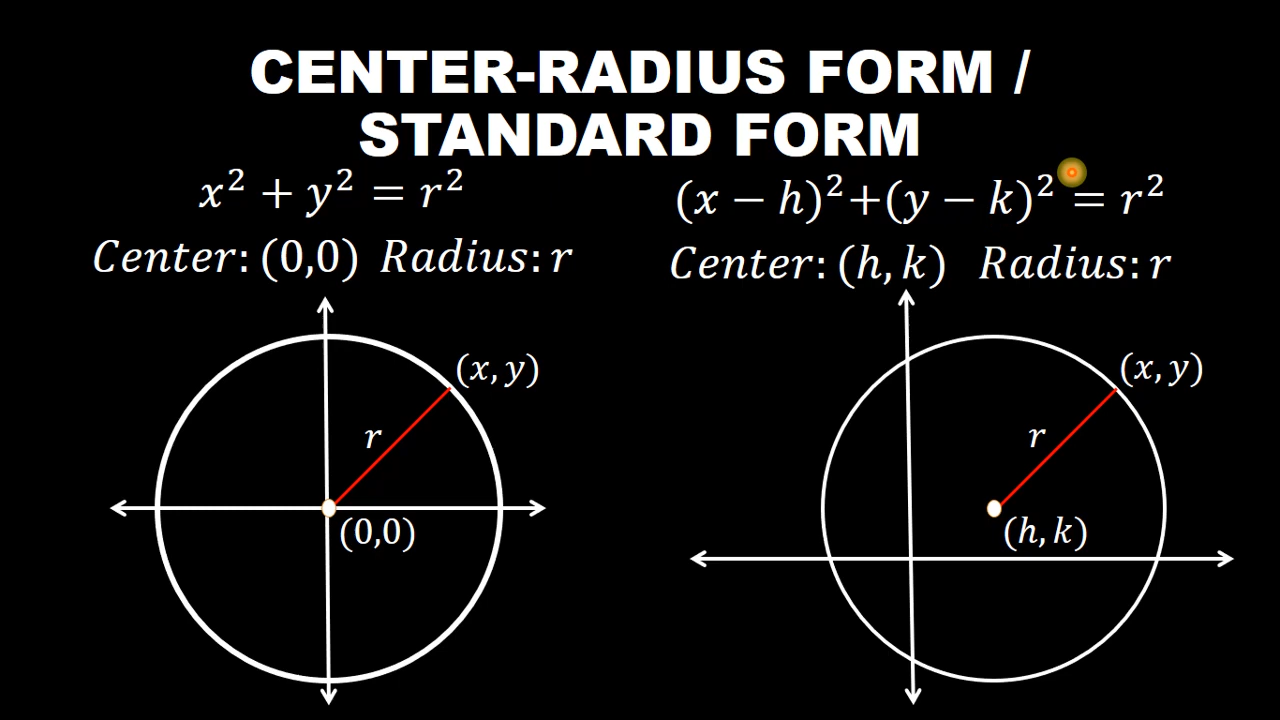 CENTER-RADIUS FORM /
STANDARD FORM
x² + y² = r²
Center: (0,0) Radius: r
(x − h)²+(y − k)² = r²
Center: (h, k) Radius: r
(x, y)
r
(0,0)
(x, y)
r
(h, k)